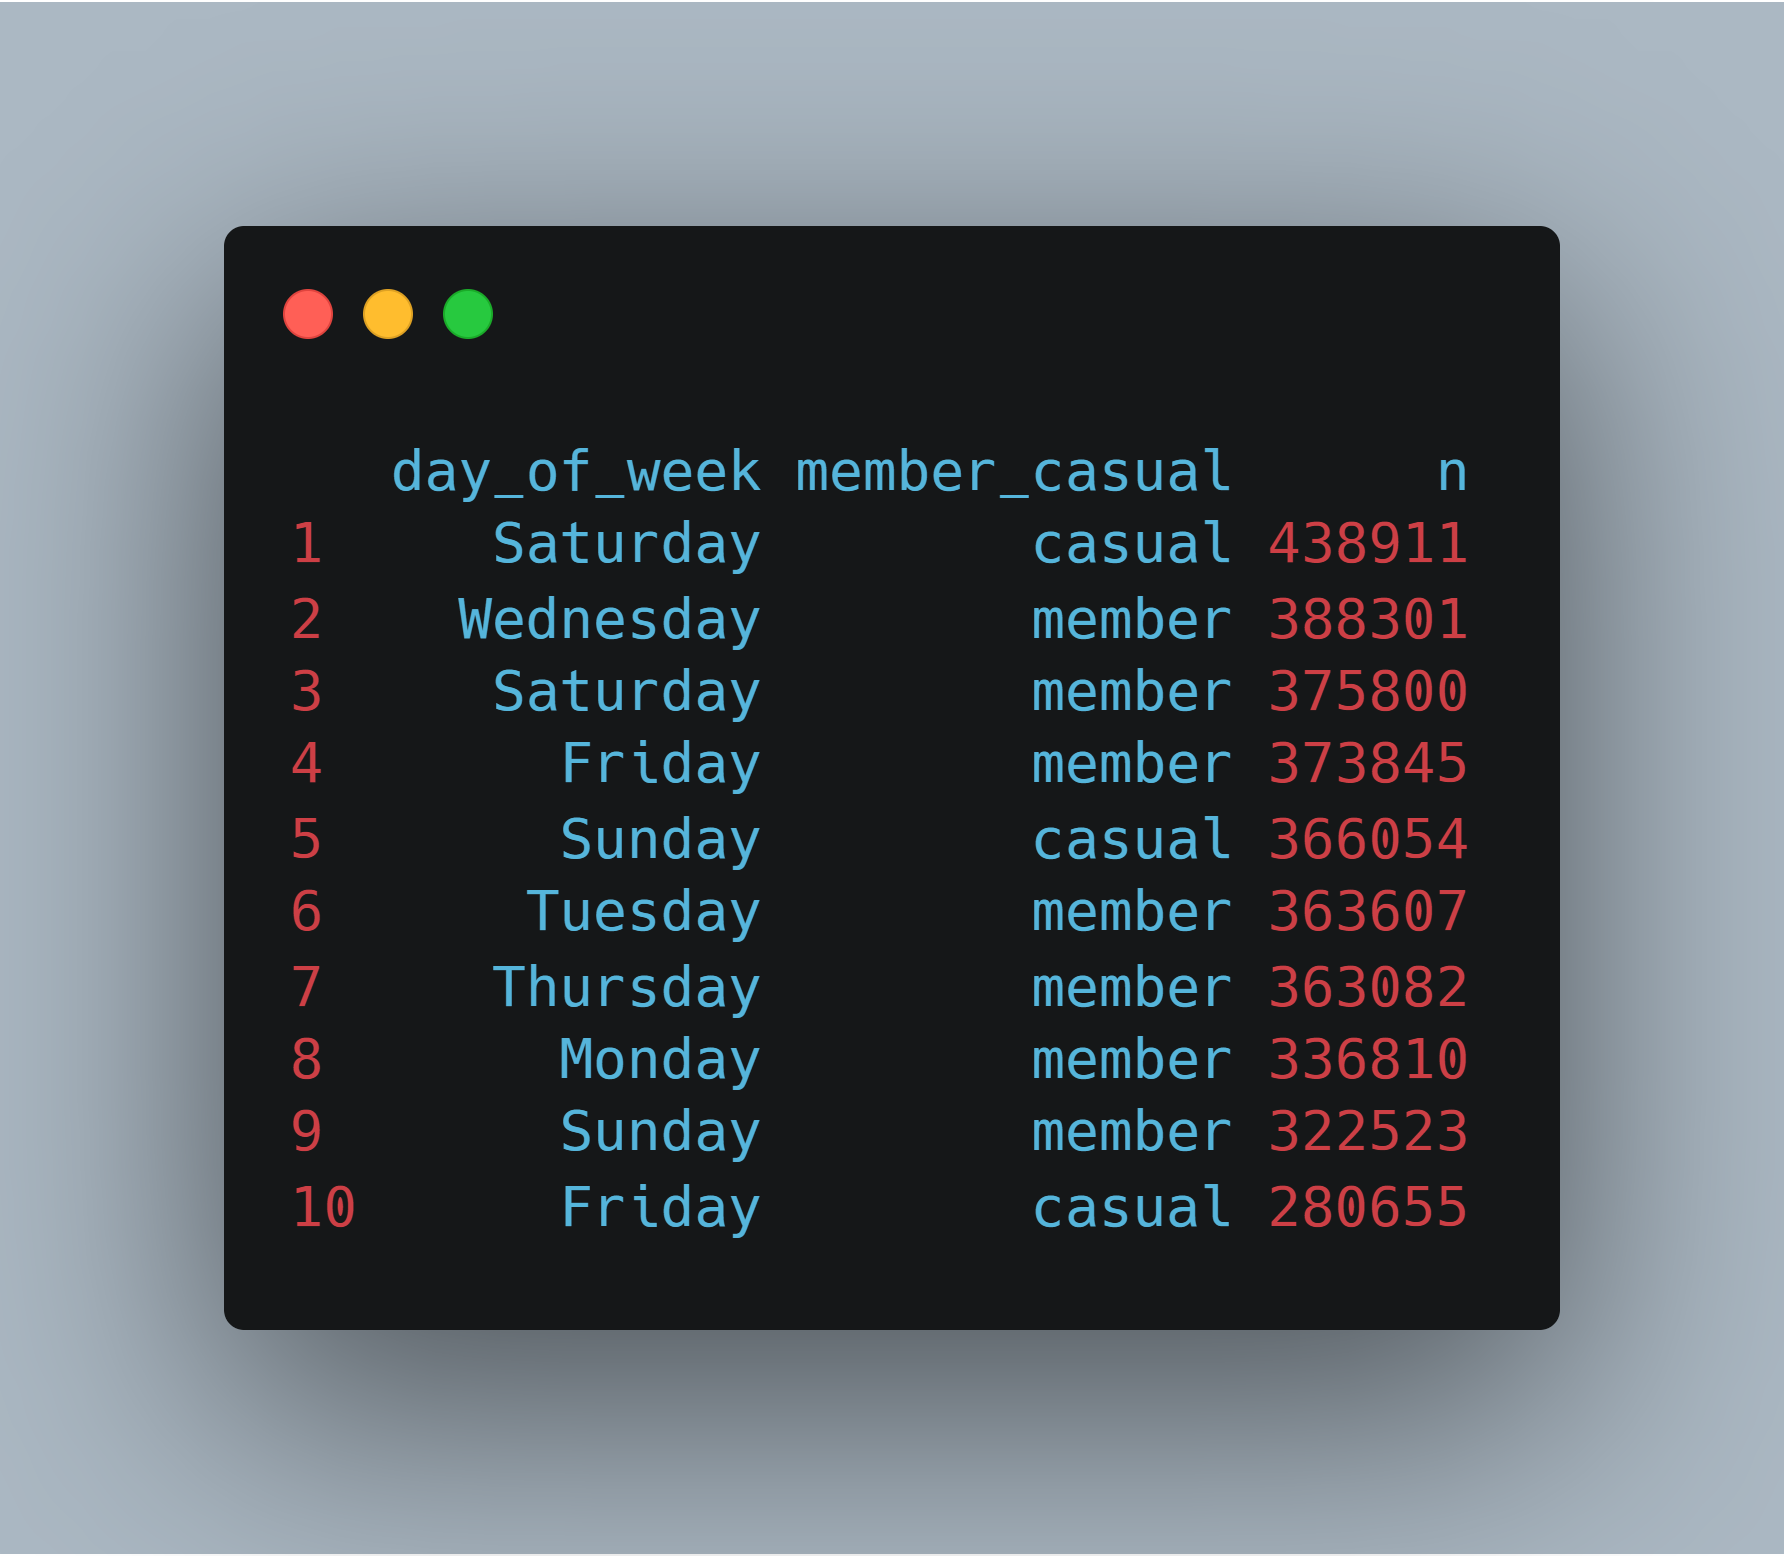 day_of_week member_casual n
1 Saturday casual 438911
2 Wednesday member 388301
3 Saturday member 375800
4 Friday member 373845
5 Sunday casual 366054
6 Tuesday member 363607
7 Thursday member 363082
8 Monday member 336810
9 Sunday member 322523
10 Friday casual 280655